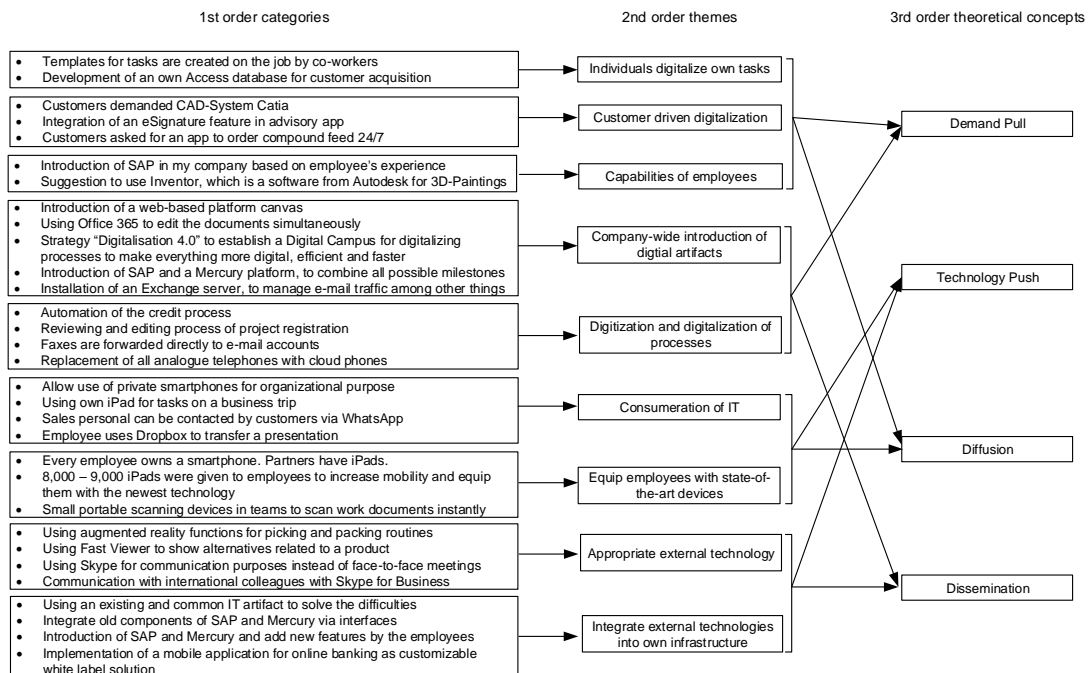 1st order categories
2nd order themes
3rd order theoretical concepts
• Templates for tasks are created on the job by co-workers
• Development of an own Access database for customer acquisition
Individuals digitalize own tasks
• Customers demanded CAD-System Catia
• Integration of an eSignature feature in advisory app
• Customers asked for an app to order compound feed 24/7
Customer driven digitalization
Demand Pull
• Introduction of SAP in my company based on employee's experience
• Suggestion to use Inventor, which is a software from Autodesk for 3D-Paintings
Capabilities of employees
• Introduction of a web-based platform canvas
• Using Office 365 to edit the documents simultaneously
• Strategy “Digitalisation 4.0” to establish a Digital Campus for digitalizing
processes to make everything more digital, efficient and faster
• Introduction of SAP and a Mercury platform, to combine all possible milestones
• Installation of an Exchange server, to manage e-mail traffic among other things
Company-wide introduction of
digtial artifacts
Technology Push
• Automation of the credit process
• Reviewing and editing process of project registration
• Faxes are forwarded directly to e-mail accounts
• Replacement of all analogue telephones with cloud phones
Digitization and digitalization of
processes
• Allow use of private smartphones for organizational purpose
• Using own iPad for tasks on a business trip
• Sales personal can be contacted by customers via WhatsApp
• Employee uses Dropbox to transfer a presentation
Consumeration of IT
Diffusion
• Every employee owns a smartphone. Partners have iPads.
• 8,000 – 9,000 iPads were given to employees to increase mobility and equip
them with the newest technology
• Small portable scanning devices in teams to scan work documents instantly
Equip employees with state-of-
the-art devices
• Using augmented reality functions for picking and packing routines
• Using Fast Viewer to show alternatives related to a product
• Using Skype for communication purposes instead of face-to-face meetings
• Communication with international colleagues with Skype for Business
Appropriate external technology
Dissemination
• Using an existing and common IT artifact to solve the difficulties
• Integrate old components of SAP and Mercury via interfaces
• Introduction of SAP and Mercury and add new features by the employees
• Implementation of a mobile application for online banking as customizable
white label solution
Integrate external technologies
into own infrastructure